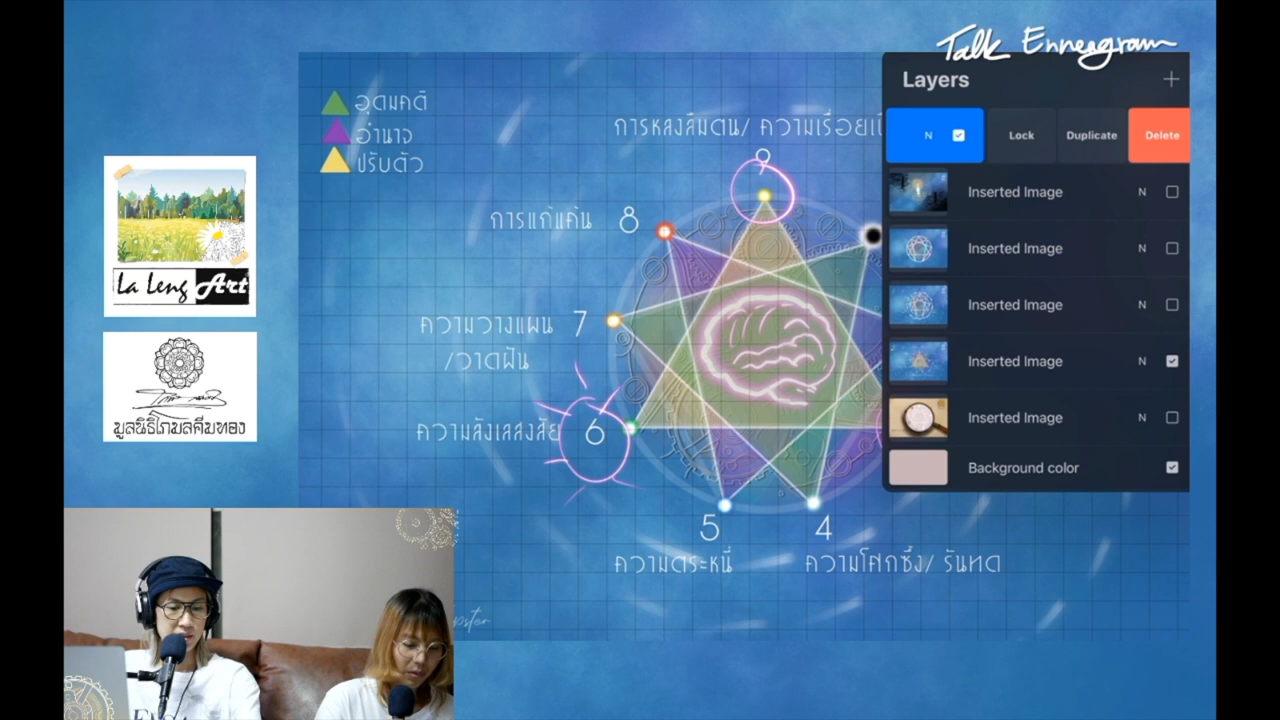 Talk Enneagram
Layers
N
Lock
Duplicate
Delete
Inserted Image N
Inserted Image N
Inserted Image N
Inserted Image N
Inserted Image N
Background color
อุดมคติ
อำนาจ
ปรับตัว
การหลงลืมตน/ ความเรื่อยเ
9
การแก้แค้น 8
ความวางแผน 7
/วาดฝัน
ความลังเลสงสัย 6
5
ความตระหนี่
4
ความโศกซึ้ง/ รันทด
La Leng Art
มูลนิธิโกมลคีมทอง